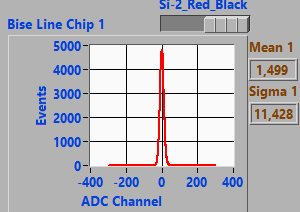 Si-2_Red_Black
Bise Line Chip 1
Mean 1
1,499
Sigma 1
11,428
Events
5000
4000
3000
2000
1000
0
-400 -200 0 200 400
ADC Channel